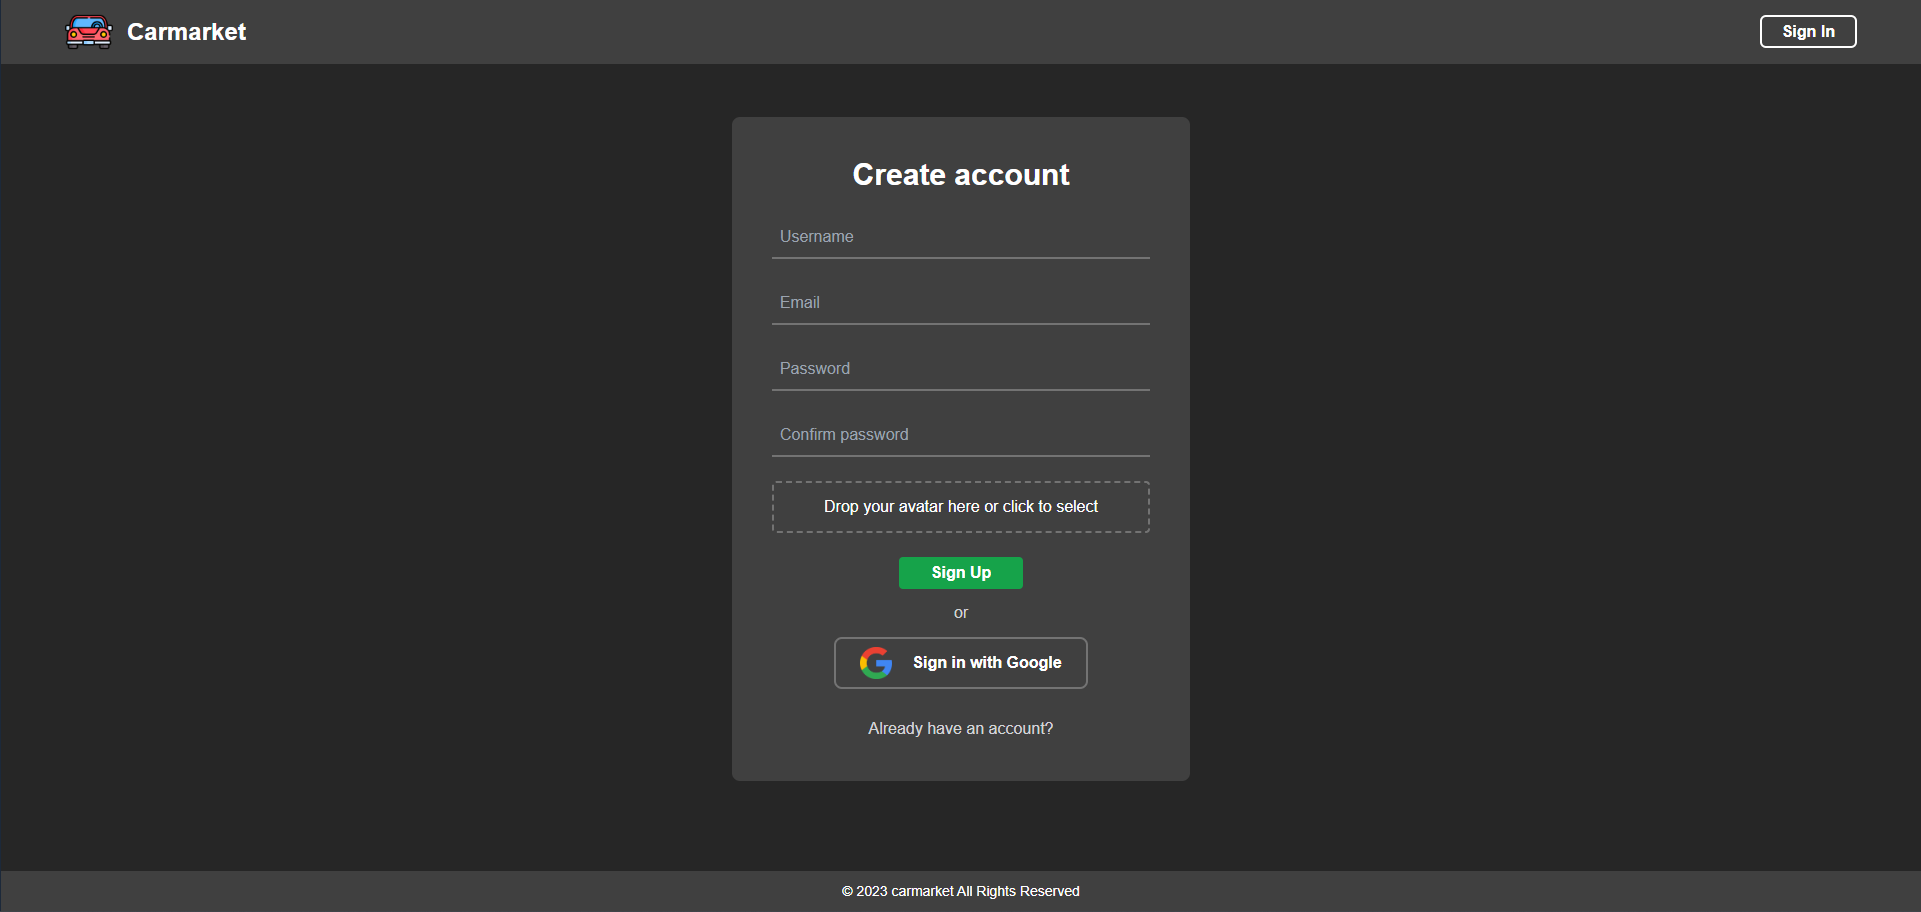 Carmarket
Sign In
Create account
Username
Email
Password
Confirm password
Drop your avatar here or click to select
Sign Up
or
Sign in with Google
Already have an account?
© 2023 carmarket All Rights Reserved